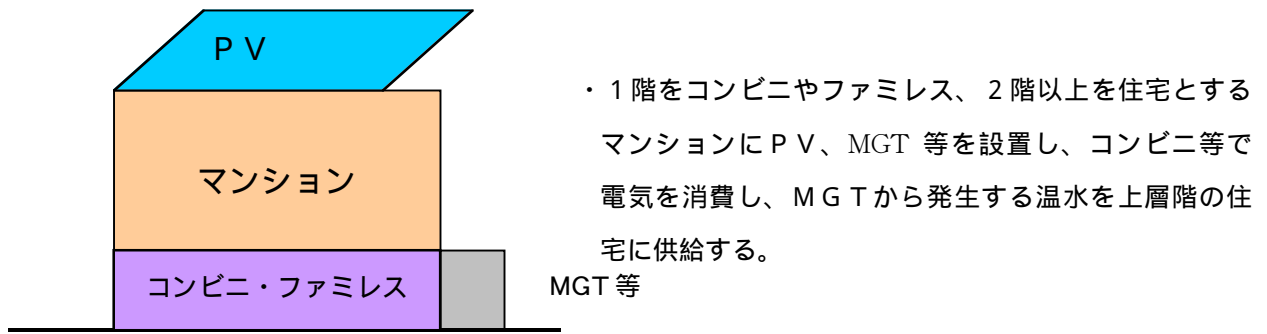 ＰＶ
マンション
コンビニ・ファミレス
MGT 等
・１階をコンビニやファミレス、２階以上を住宅とする
マンションにＰＶ、MGT 等を設置し、コンビニ等で
電気を消費し、ＭＧＴから発生する温水を上層階の住
宅に供給する。